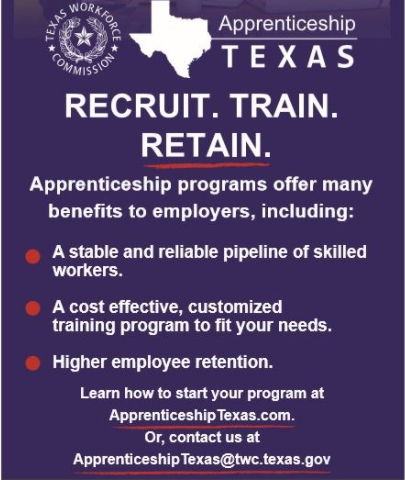 TEXAS WORKFORCE
COMMISSION
Apprenticeship
TEXAS
RECRUIT. TRAIN.
RETAIN.
Apprenticeship programs offer many
benefits to employers, including:
A stable and reliable pipeline of skilled
workers.
A cost effective, customized
training program to fit your needs.
Higher employee retention.
Learn how to start your program at
ApprenticeshipTexas.com.
Or, contact us at
ApprenticeshipTexas@twc.texas.gov